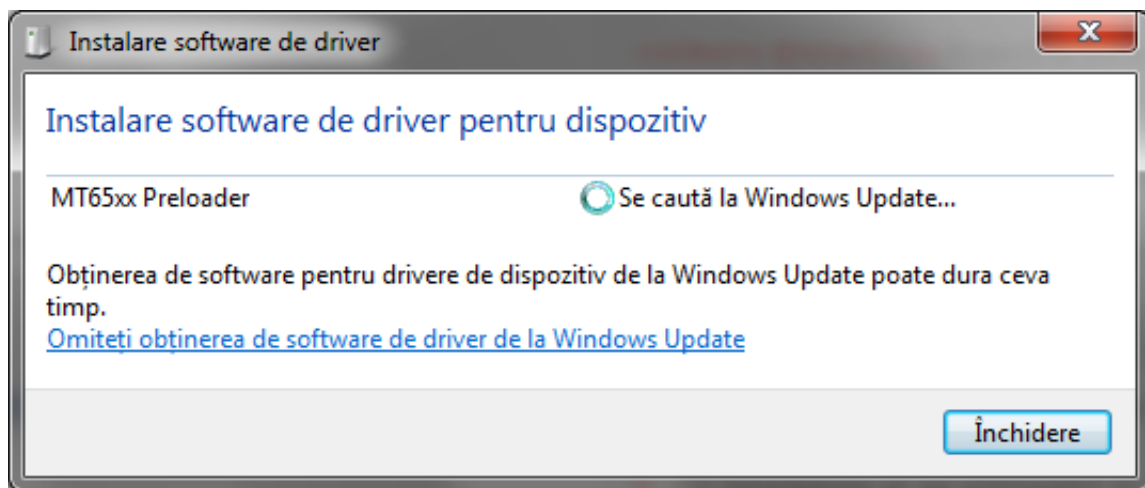 Instalare software de driver
Instalare software de driver pentru dispozitiv
MT65xx Preloader Se caută la Windows Update...
Obținerea de software pentru drivere de dispozitiv de la Windows Update poate dura ceva
timp.
Omiteți obținerea de software de driver de la Windows Update
Închidere